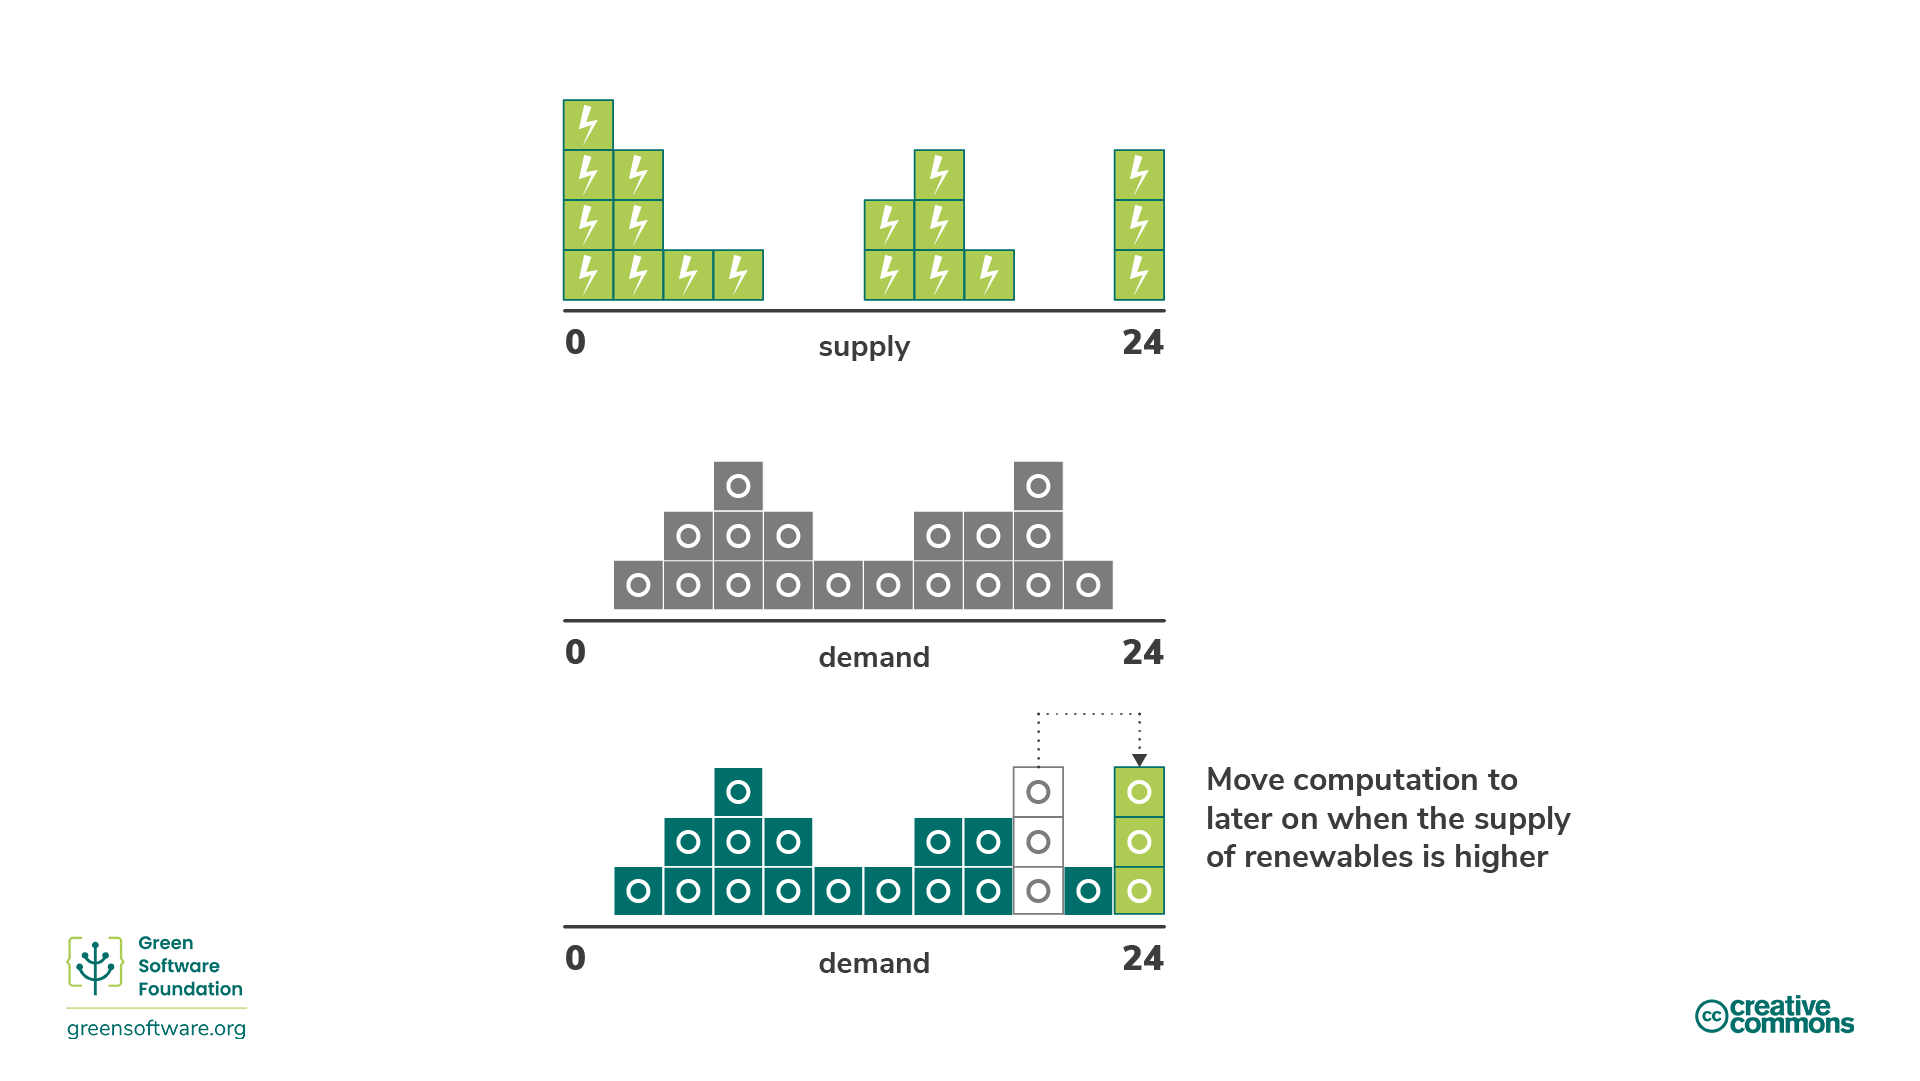 0
supply
24
0
demand
24
Move computation to
later on when the supply
of renewables is higher
0
demand
24
Green
Software
Foundation
greensoftware.org
cc creative
commons